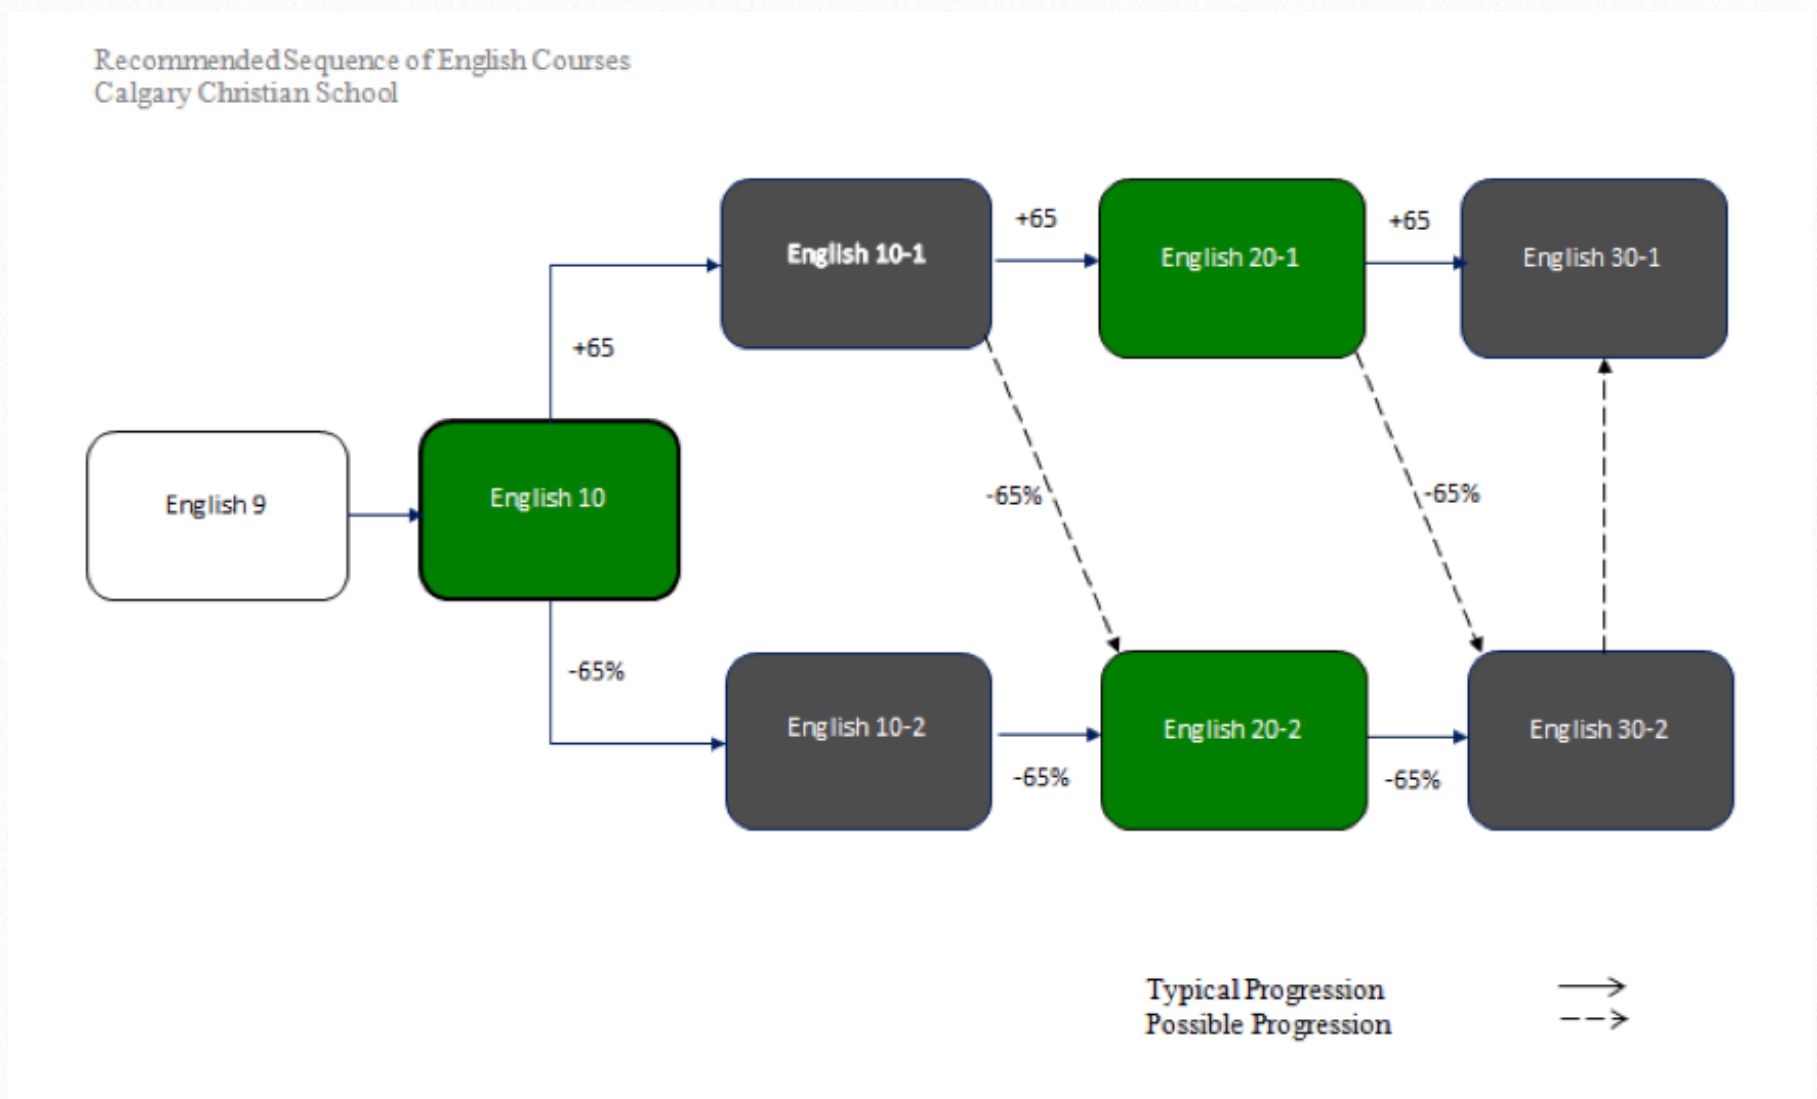 Recommended Sequence of English Courses
Calgary Christian School
English 10-1
+65
English 20-1
+65
English 30-1
+65
English 9
English 10
-65%
-65%
-65%
English 10-2
-65%
English 20-2
-65%
English 30-2
Typical Progression
Possible Progression